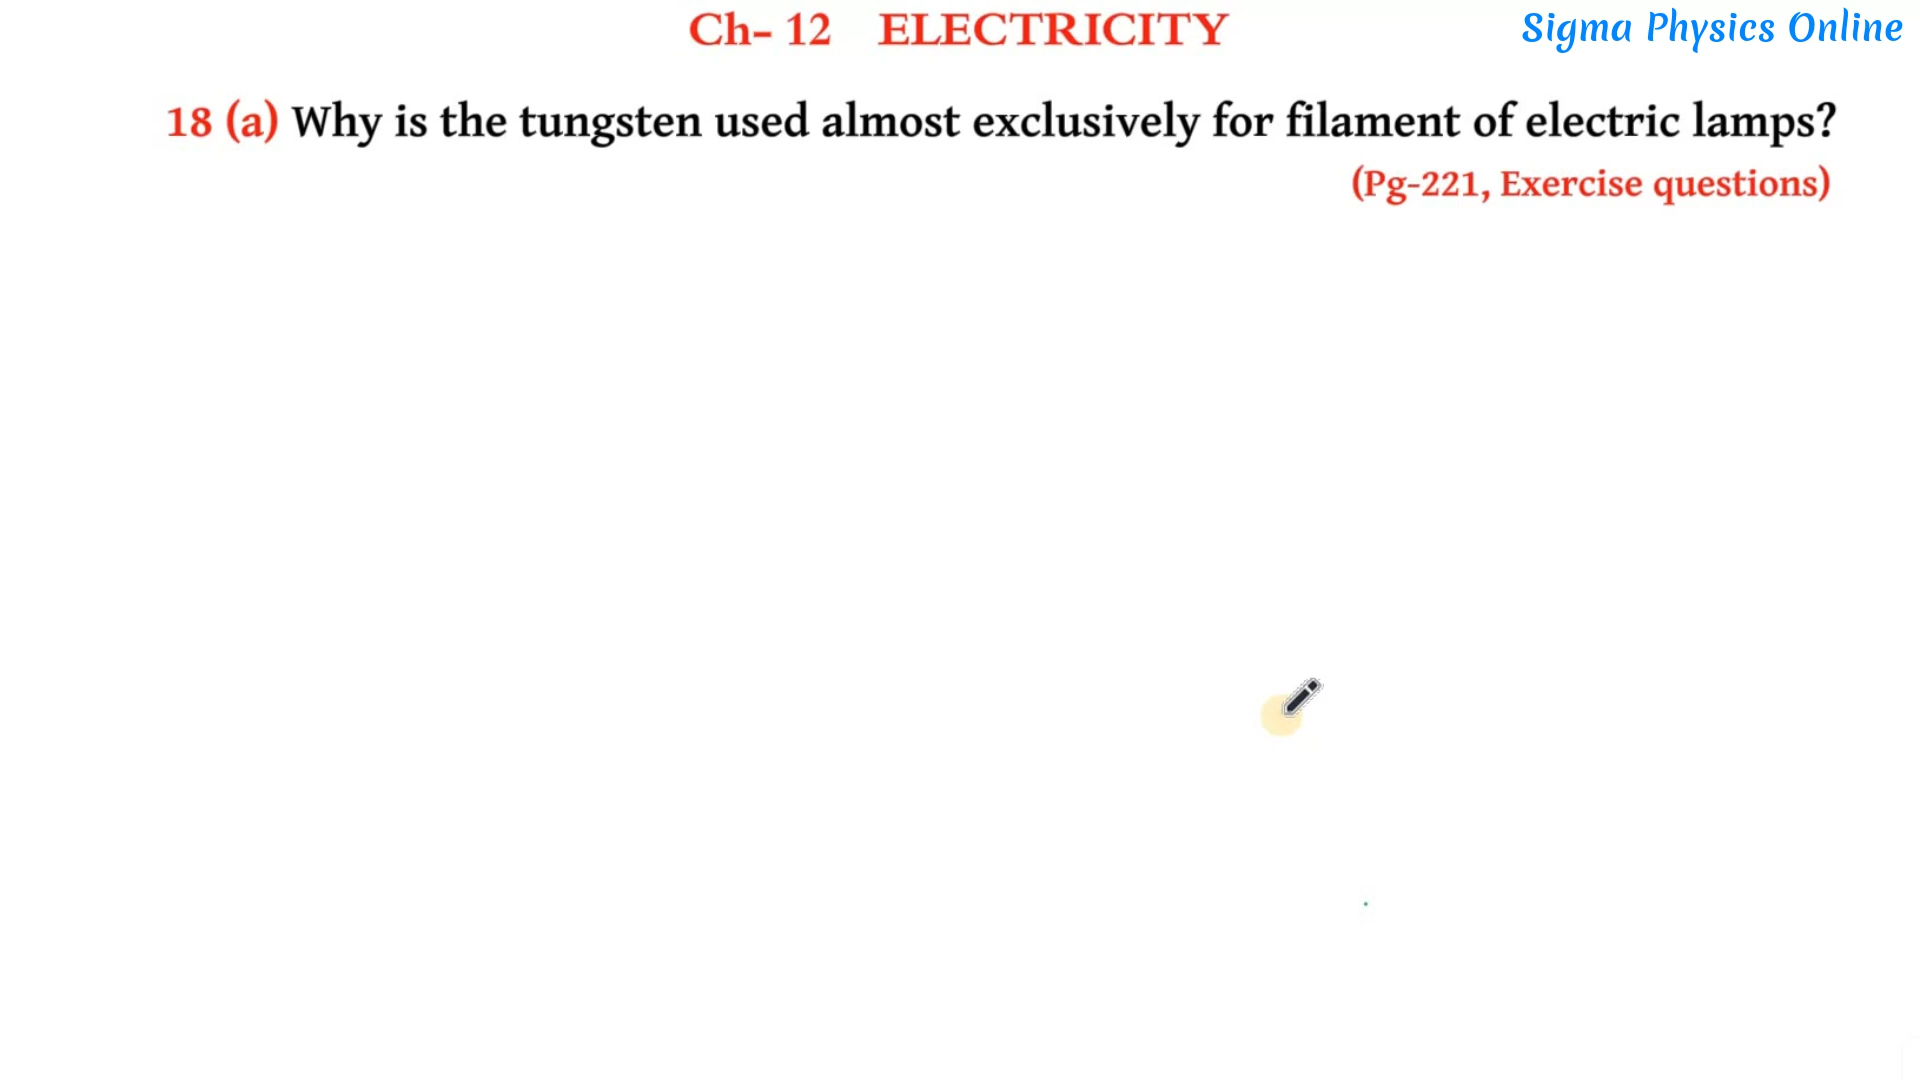 Ch- 12 ELECTRICITY
Sigma Physics Online
18 (a) Why is the tungsten used almost exclusively for filament of electric lamps?
(Pg-221, Exercise questions)